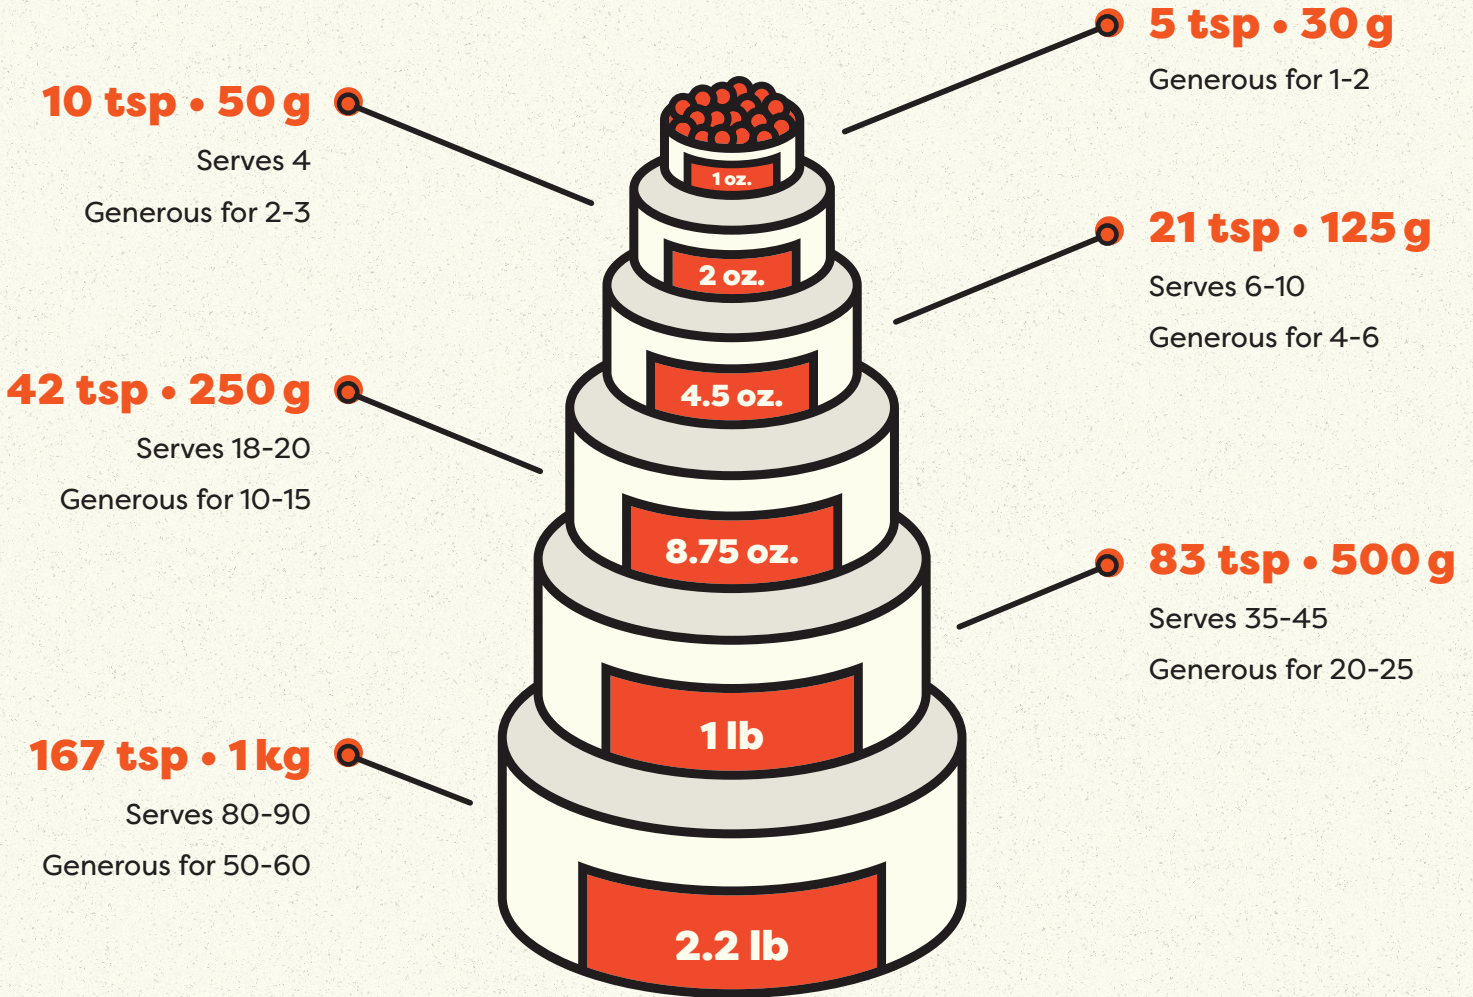 5 tsp • 30 g
Generous for 1-2
10 tsp • 50 g
Serves 4
Generous for 2-3
1 oz.
21 tsp • 125 g
Serves 6-10
Generous for 4-6
2 oz.
42 tsp • 250 g
Serves 18-20
Generous for 10-15
4.5 oz.
8.75 oz.
83 tsp • 500 g
Serves 35-45
Generous for 20-25
1 lb
167 tsp • 1 kg
Serves 80-90
Generous for 50-60
2.2 lb